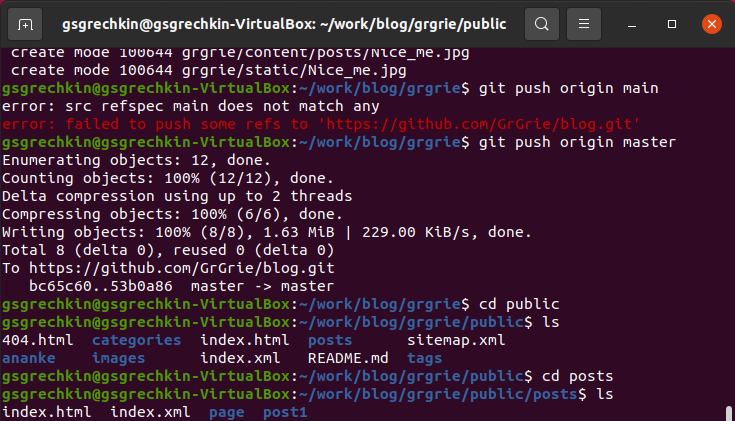 gsgrechkin@gsgrechkin-VirtualBox: ~/work/blog/grgrie/public
create mode 100644 grgrie/content/posts/Nice_me.jpg
create mode 100644 grgrie/static/Nice_me.jpg
gsgrechkin@gsgrechkin-VirtualBox:~/work/blog/grgrie$ git push origin main
error: src refspec main does not match any
error: failed to push some refs to 'https://github.com/GrGrie/blog.git'
gsgrechkin@gsgrechkin-VirtualBox:~/work/blog/grgrie$ git push origin master
Enumerating objects: 12, done.
Counting objects: 100% (12/12), done.
Delta compression using up to 2 threads
Compressing objects: 100% (6/6), done.
Writing objects: 100% (8/8), 1.63 MiB | 229.00 KiB/s, done.
Total 8 (delta 0), reused 0 (delta 0)
To https://github.com/GrGrie/blog.git
bc65c60..53b0a86  master -> master
gsgrechkin@gsgrechkin-VirtualBox:~/work/blog/grgrie$ cd public
gsgrechkin@gsgrechkin-VirtualBox:~/work/blog/grgrie/public$ ls
404.html  categories  index.html  posts      sitemap.xml
ananke    images      index.xml   README.md  tags
gsgrechkin@gsgrechkin-VirtualBox:~/work/blog/grgrie/public$ cd posts
gsgrechkin@gsgrechkin-VirtualBox:~/work/blog/grgrie/public/posts$ ls
index.html  index.xml  page  post1